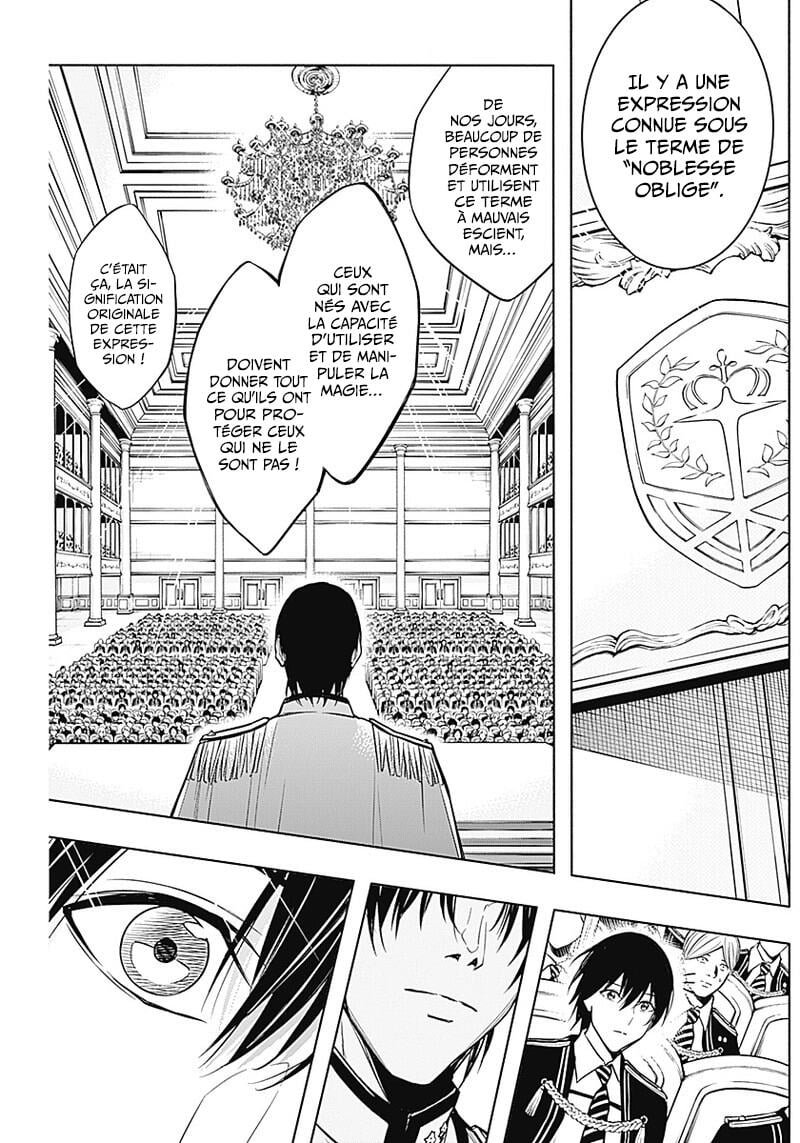 IL Y A UNE
EXPRESSION
CONNUE SOUS
LE TERME DE
"NOBLESSE
OBLIGE".
DE
NOS JOURS,
BEAUCOUP DE
PERSONNES
DÉFORMENT
ET UTILISENT
CE TERME
À MAUVAIS
ESCIENT,
MAIS...
CEUX
QUI SONT
NÉS AVEC
LA CAPACITÉ
D'UTILISER
ET DE MANI-
PULER LA
MAGIE...
DOIVENT
DONNER TOUT
CE QU'ILS ONT
POUR PRO-
TÉGER CEUX
QUI NE LE
SONT PAS !
C'ÉTAIT
ÇA, LA SI-
GNIFICATION
ORIGINALE
DE CETTE
EXPRES-
SION !